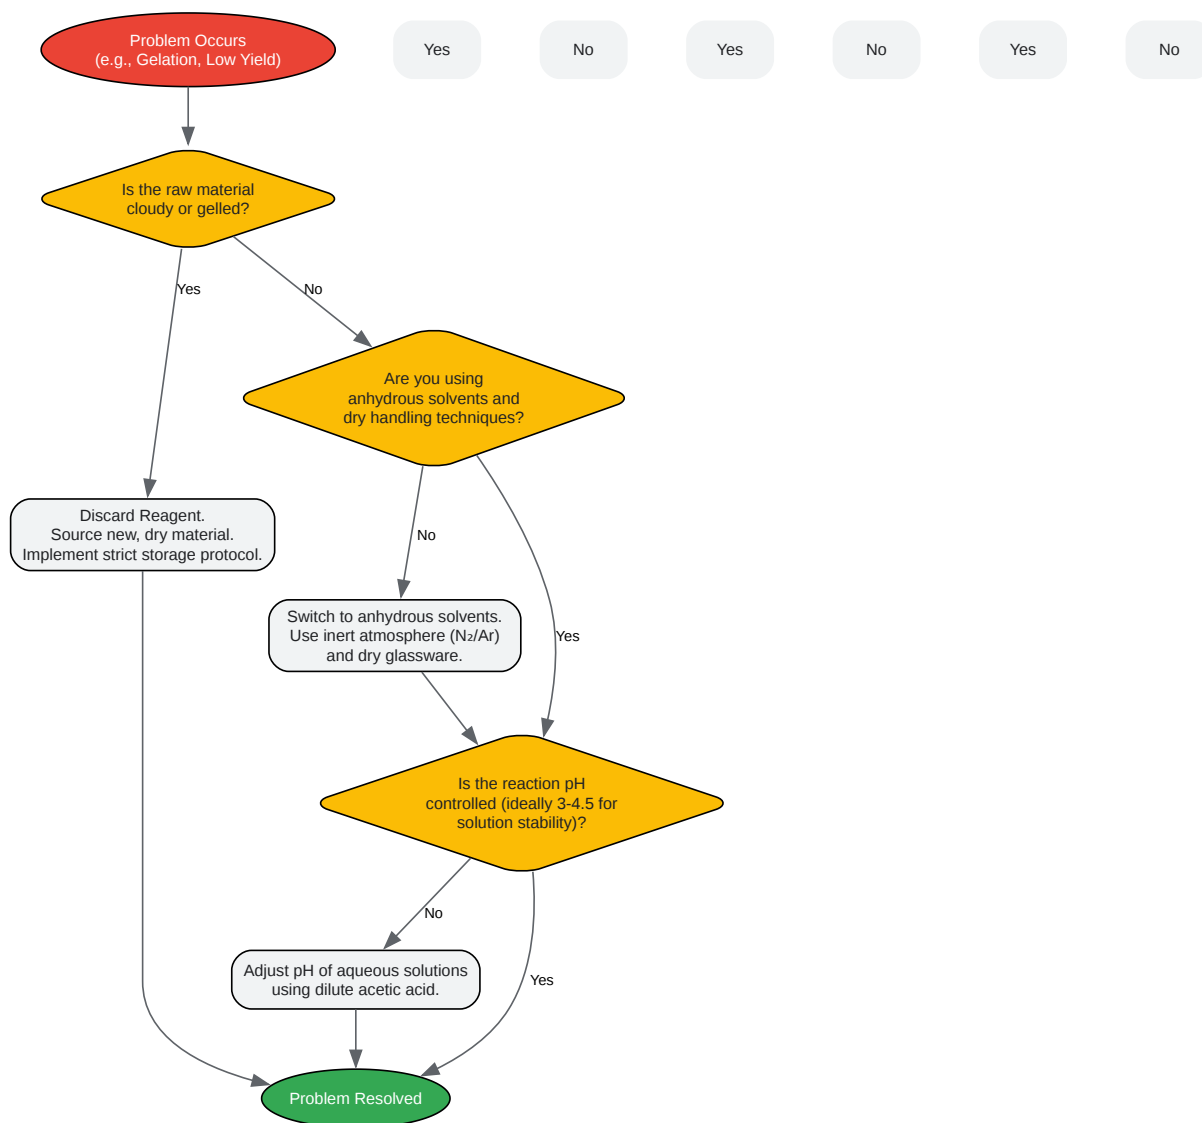 Problem Occurs
(e.g., Gelation, Low Yield)
Yes
No
Yes
No
Yes
No
Is the raw material
cloudy or gelled?
Yes
No
Are you using
anhydrous solvents and
dry handling techniques?
Discard Reagent.
Source new, dry material.
Implement strict storage protocol.
No
Switch to anhydrous solvents.
Use inert atmosphere (N₂/Ar)
and dry glassware.
Yes
Is the reaction pH
controlled (ideally 3-4.5 for
solution stability)?
No
Adjust pH of aqueous solutions
using dilute acetic acid.
Yes
Problem Resolved